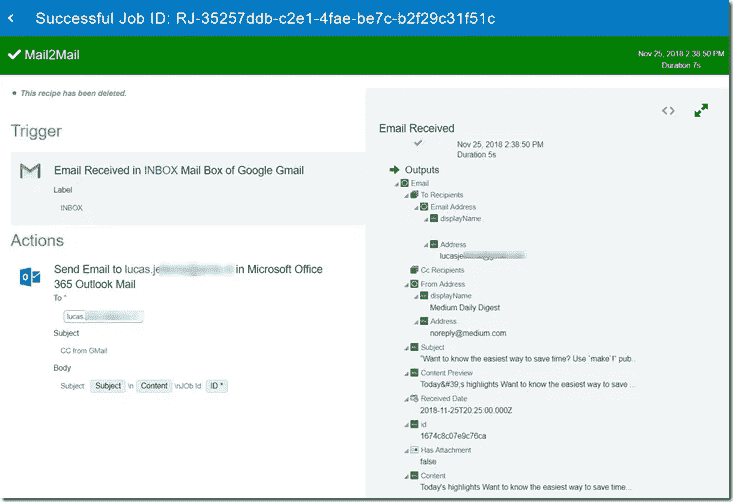 Successful Job ID: RJ-35257ddb-c2e1-4fae-be7c-b2f29c31f51c
Mail2Mail
Nov 25, 2018 2:38:50 PM
Duration 7s
This recipe has been deleted.
Trigger
Email Received in INBOX Mail Box of Google Gmail
Label
INBOX
Actions
Send Email to lucas.je in Microsoft Office
365 Outlook Mail
To *
lucas.
Subject
CC from GMail
Body
Subject: Subject \n Content \nJOb Id: ID *
Email Received
Nov 25, 2018 2:38:50 PM
Duration 5s
Outputs
Email
To Recipients
Email Address
displayName
Address
lucasje
Cc Recipients
From Address
displayName
Medium Daily Digest
Address
noreply@medium.com
Subject
"Want to know the easiest way to save time? Use `make`!" pub...
Content Preview
Today&#39;s highlights Want to know the easiest way to save ...
Received Date
2018-11-25T20:25:00.000Z
id
1674c8c07e9c76ca
Has Attachment
false
Content
Today's highlights Want to know the easiest way to save time...